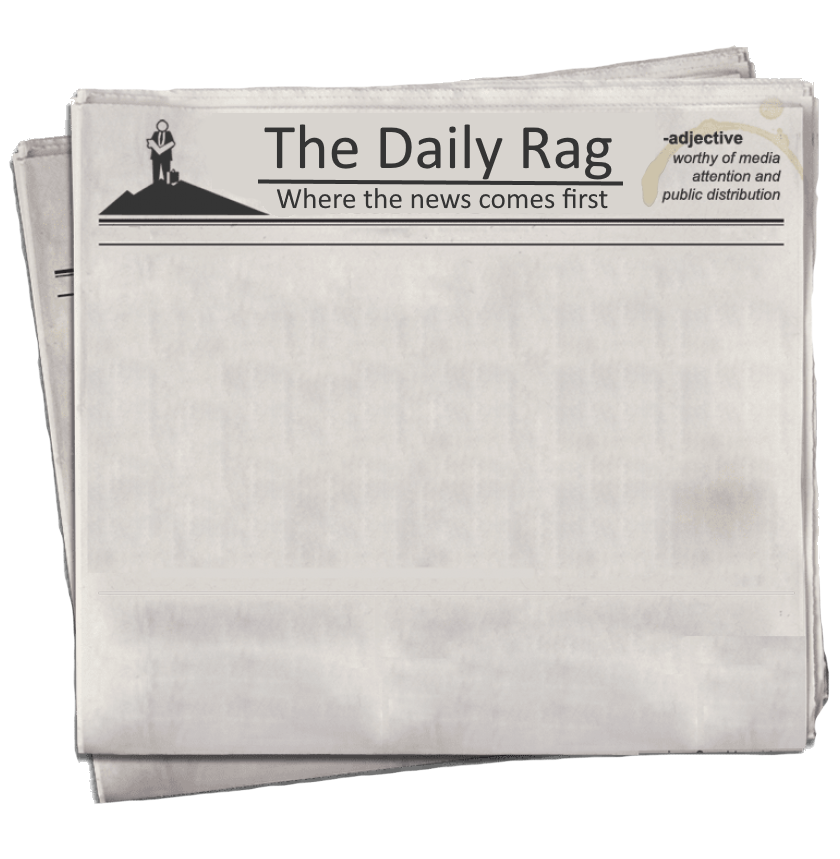 The Daily Rag
Where the news comes first
-adjective
worthy of media
attention and
public distribution